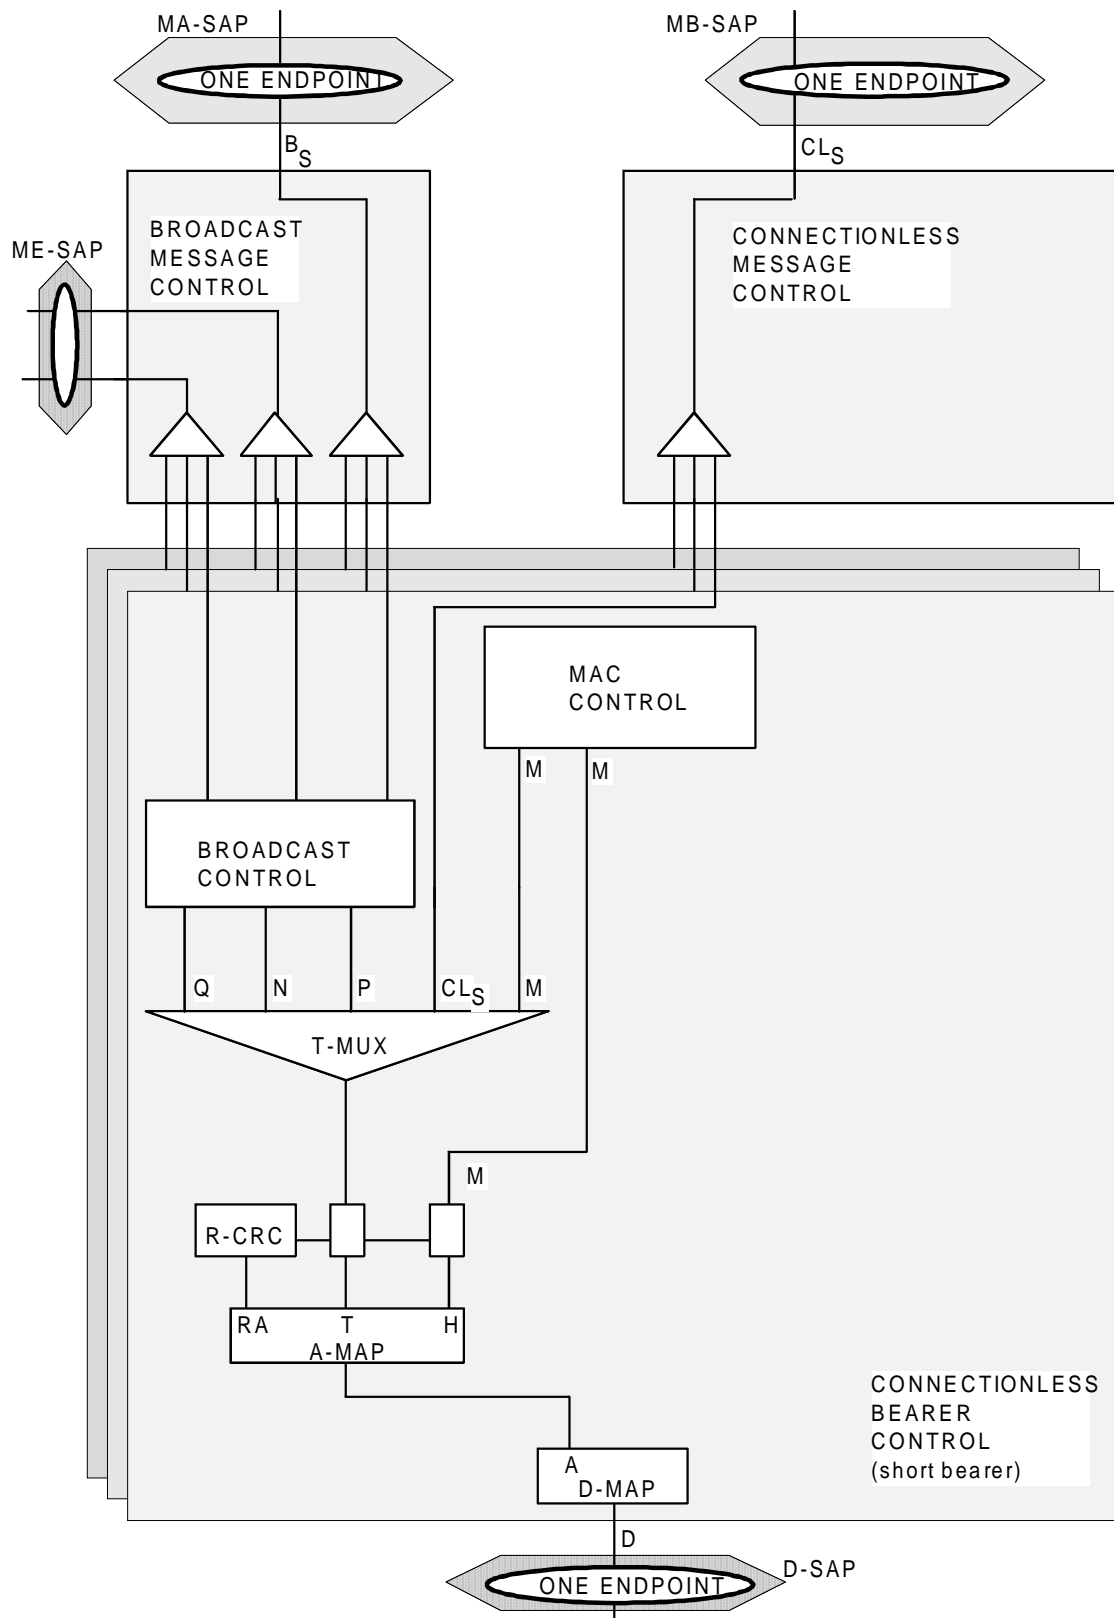 MA-SAP
MB-SAP
ONE ENDPOINT
ONE ENDPOINT
BS
CLS
BROADCAST
MESSAGE
CONTROL
CONNECTIONLESS
MESSAGE
CONTROL
ME-SAP
MAC
CONTROL
M
M
BROADCAST
CONTROL
Q
N
P
CLS
M
T-MUX
M
R-CRC
RA
T
H
A-MAP
CONNECTIONLESS
BEARER
CONTROL
(short bearer)
A
D-MAP
D
D-SAP
ONE ENDPOINT